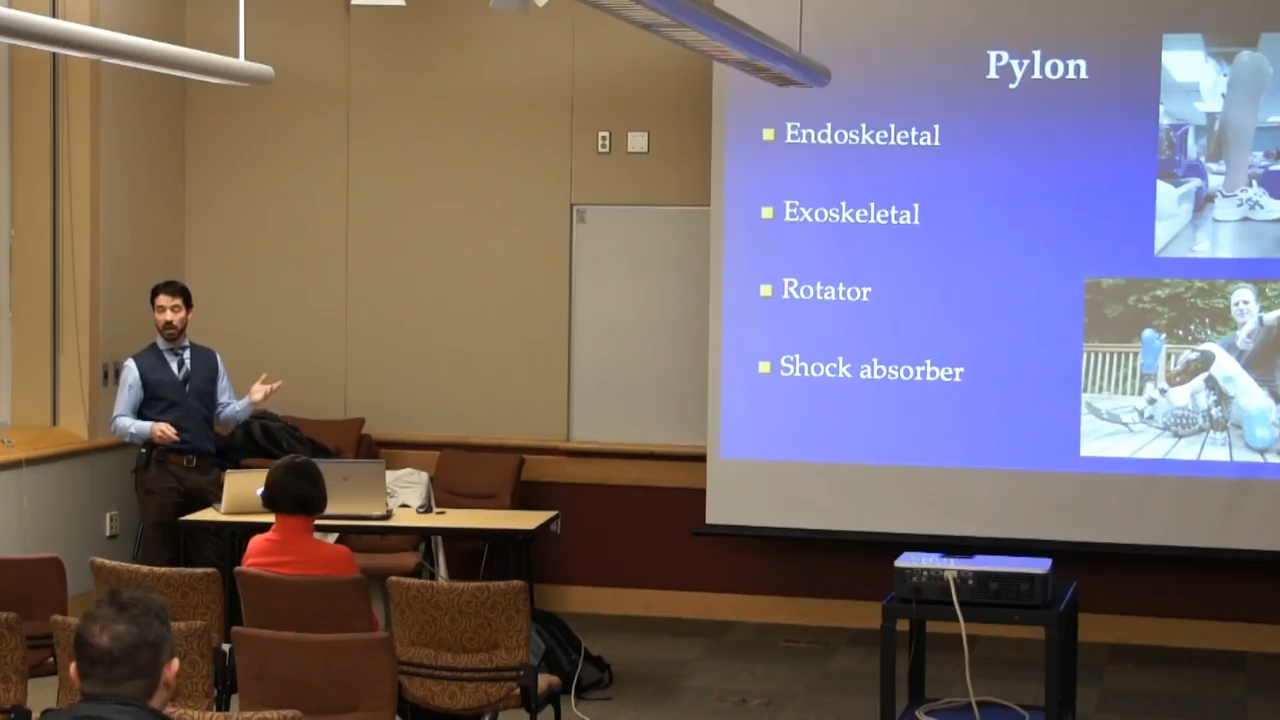 Pylon
Endoskeletal
Exoskeletal
Rotator
Shock absorber